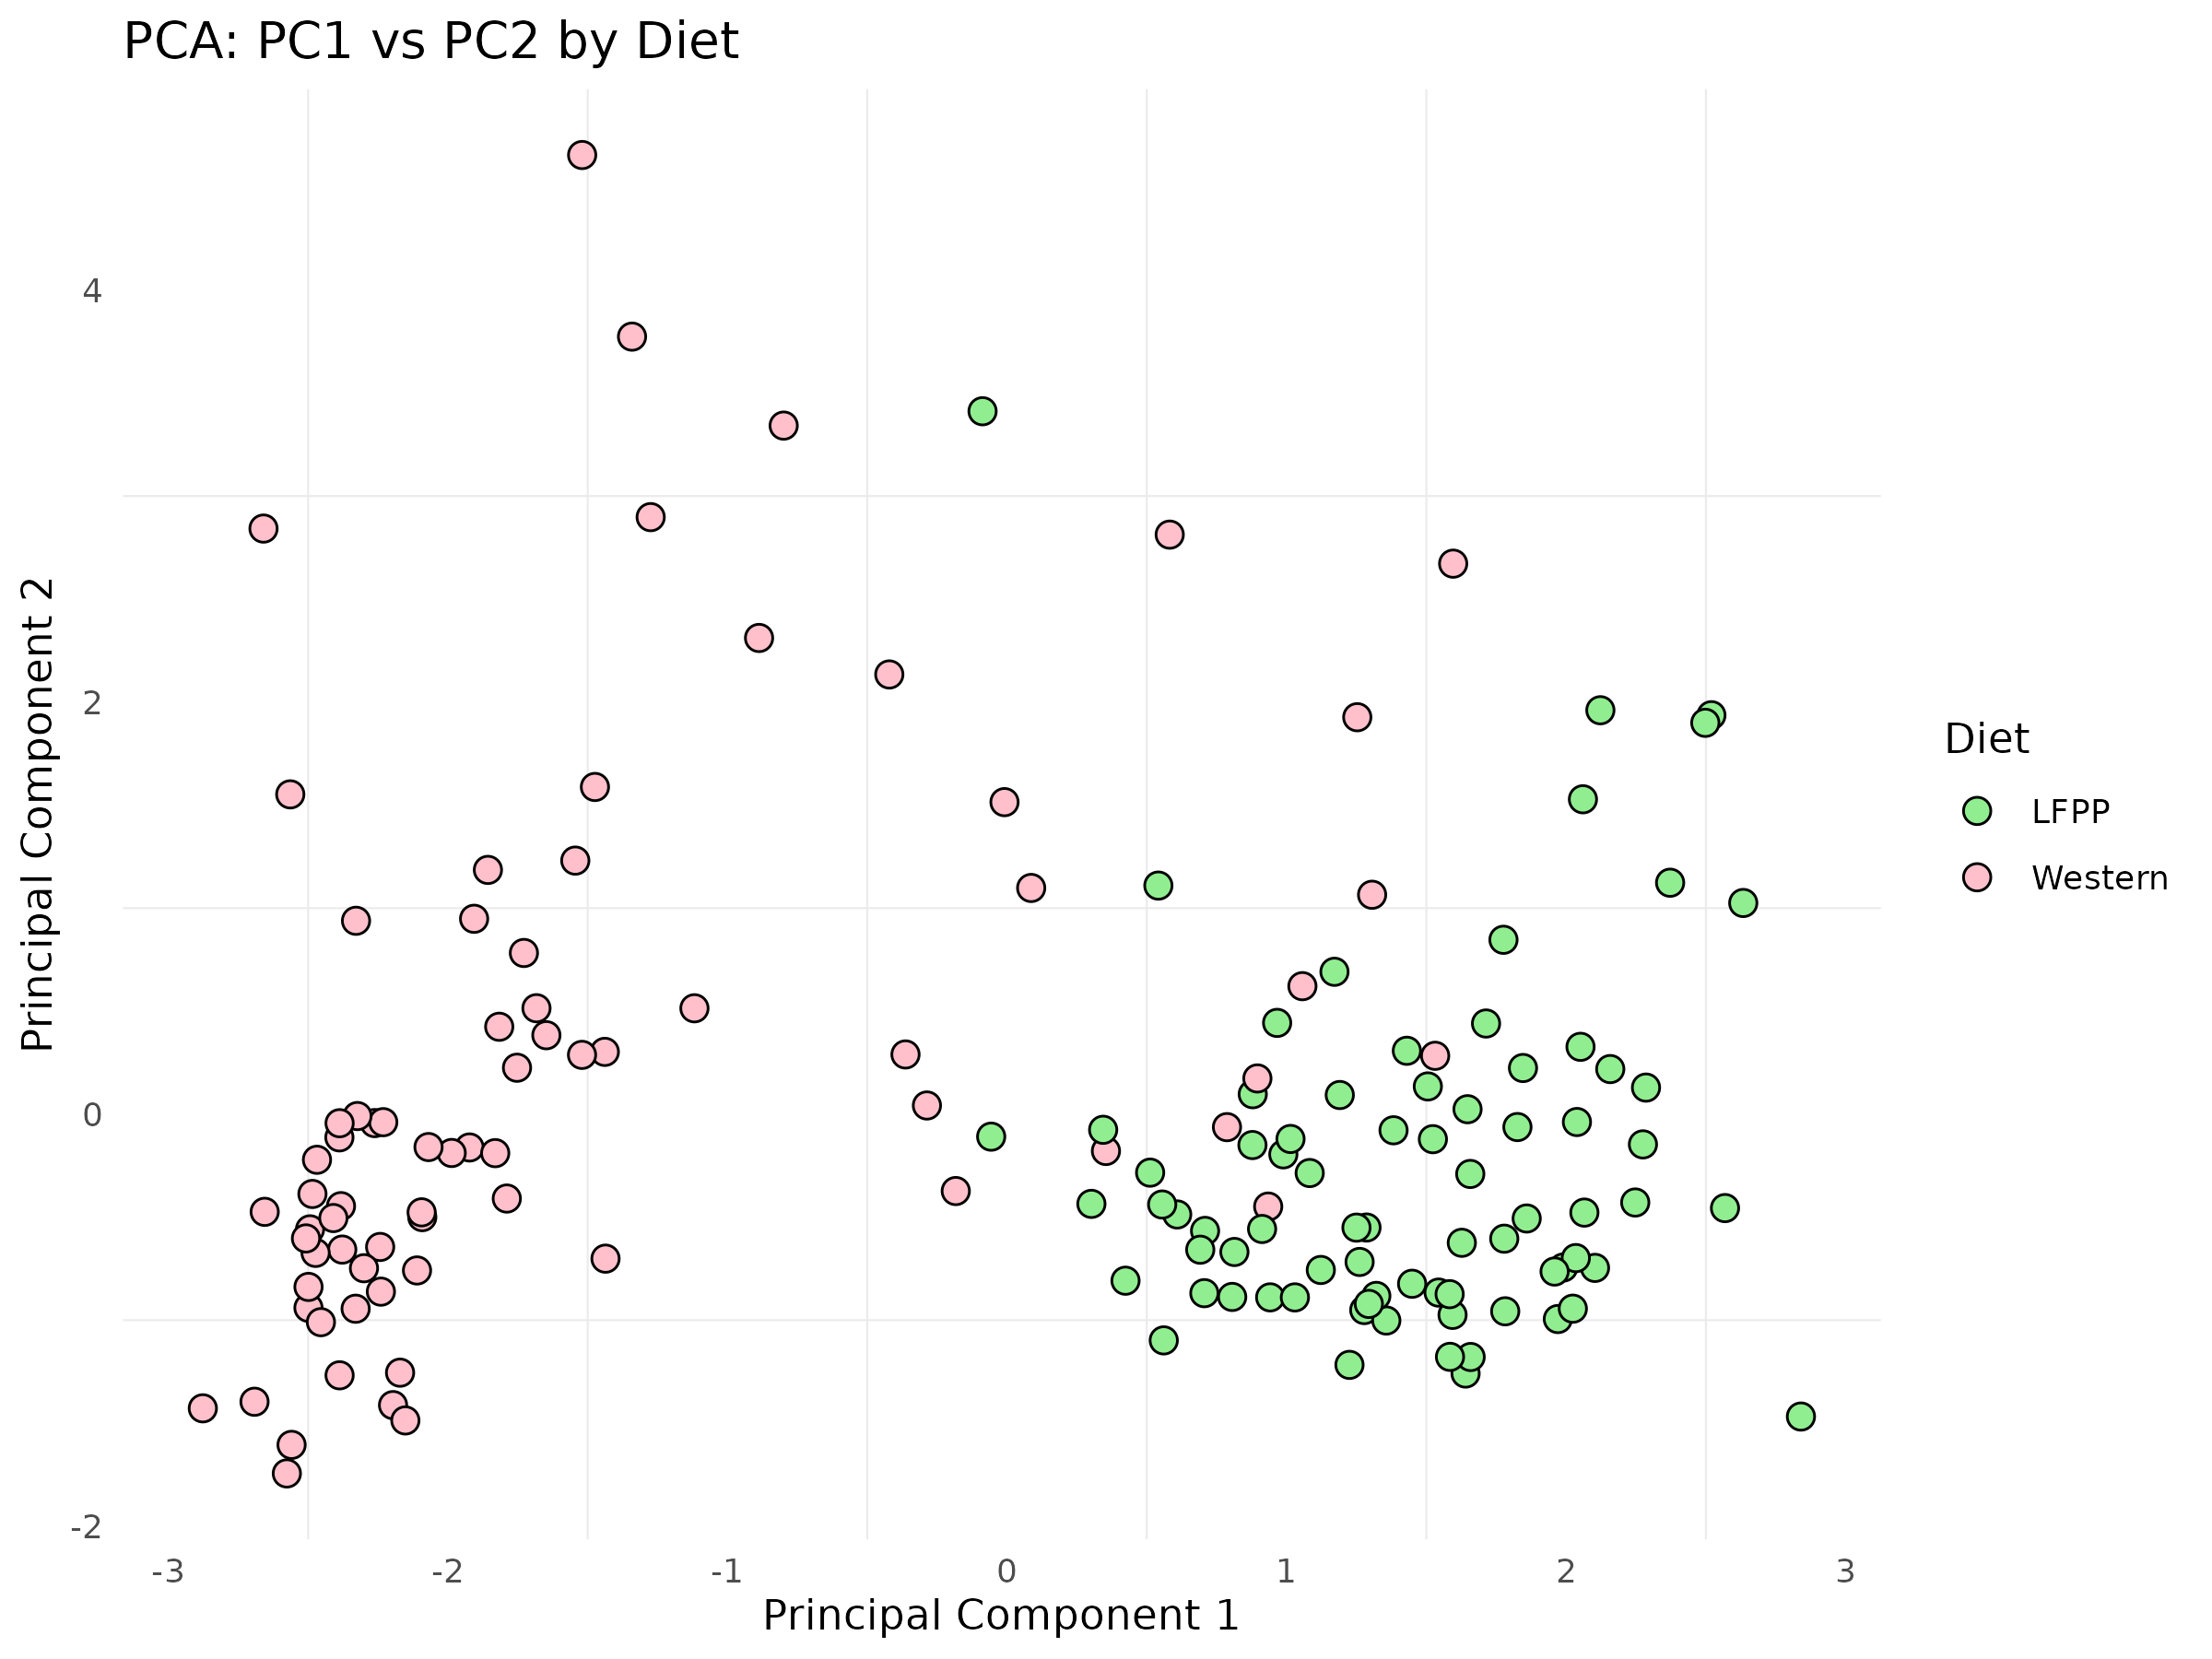 PCA: PC1 vs PC2 by Diet
Principal Component 2
4
2
0
-2
-3 -2 -1 0 1 2 3
Principal Component 1
Diet
LFPP
Western